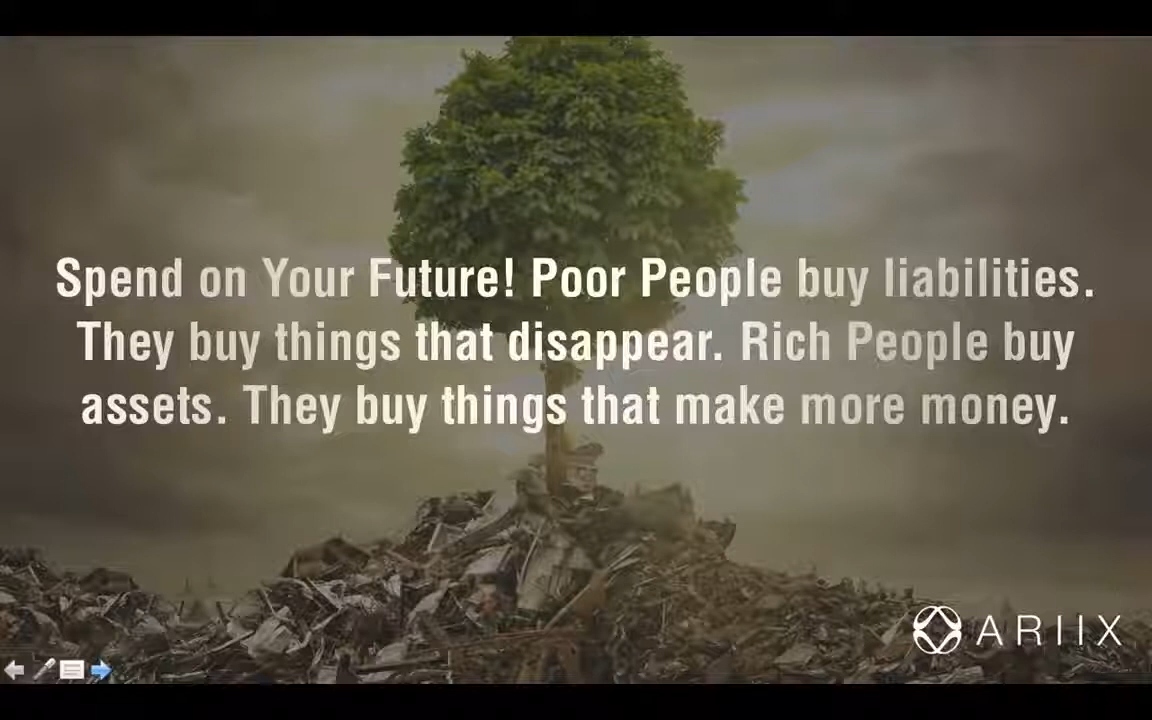 Spend on Your Future! Poor People buy liabilities.
They buy things that disappear. Rich People buy
assets. They buy things that make more money.
ARIIX